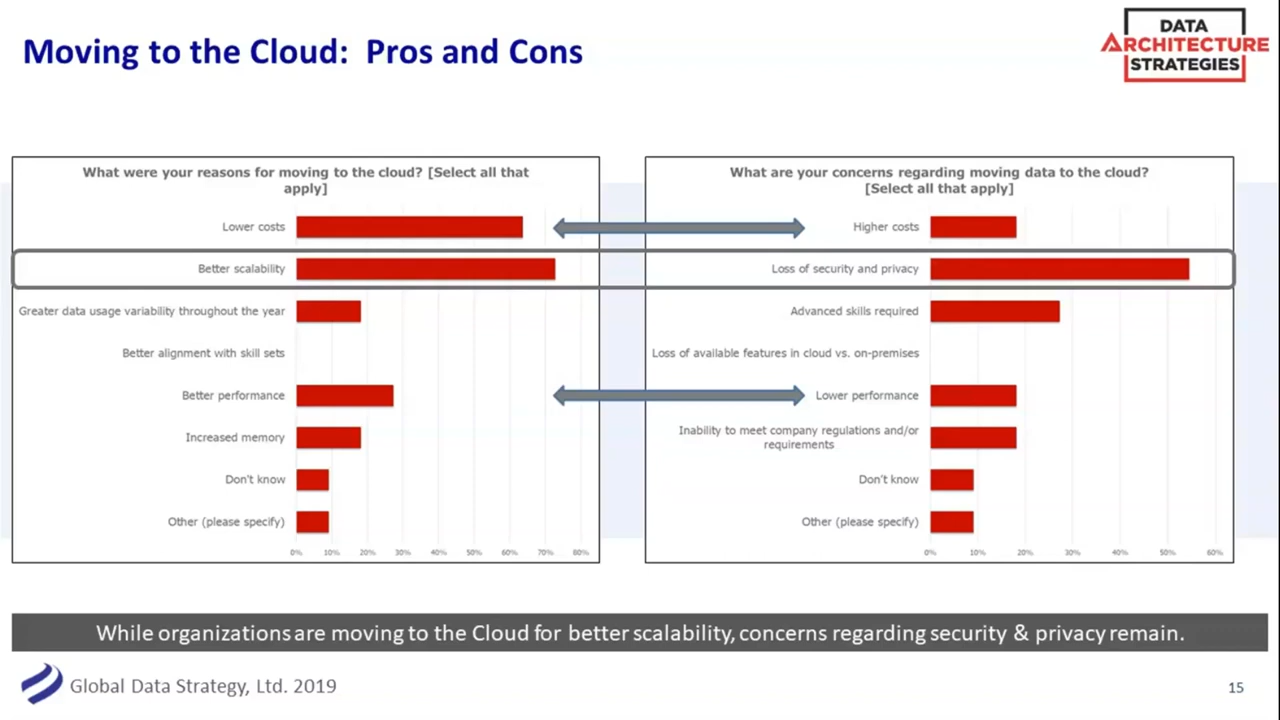 Moving to the Cloud: Pros and Cons
DATA
ARCHITECTURE
STRATEGIES
What were your reasons for moving to the cloud? [Select all that
apply]
Lower costs
Better scalability
Greater data usage variability throughout the year
Better alignment with skill sets
Better performance
Increased memory
Don't know
Other (please specify)
0% 10% 20% 30% 40% 50% 60% 70% 80%
What are your concerns regarding moving data to the cloud?
[Select all that apply]
Higher costs
Loss of security and privacy
Advanced skills required
Loss of available features in cloud vs. on-premises
Lower performance
Inability to meet company regulations and/or
requirements
Don't know
Other (please specify)
0% 10% 20% 30% 40% 50% 60%
While organizations are moving to the Cloud for better scalability, concerns regarding security & privacy remain.
Global Data Strategy, Ltd. 2019
15